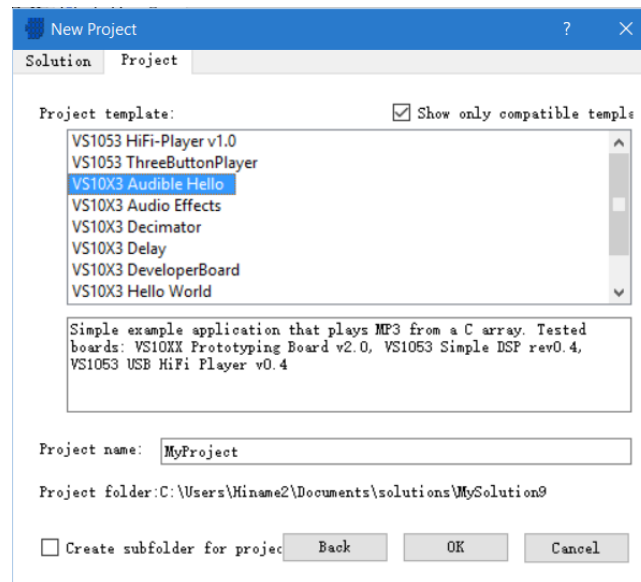 New Project
Solution Project
Project template: Show only compatible templa
VS1053 HiFi-Player v1.0
VS1053 ThreeButtonPlayer
VS10X3 Audible Hello
VS10X3 Audio Effects
VS10X3 Decimator
VS10X3 Delay
VS10X3 DeveloperBoard
VS10X3 Hello World
Simple example application that plays MP3 from a C array. Tested
boards: VS10XX Prototyping Board v2.0, VS1053 Simple DSP rev0.4,
VS1053 USB HiFi Player v0.4
Project name: MyProject
Project folder:C:\Users\Hiname2\Documents\solutions\MySolution9
Create subfolder for projec Back OK Cancel